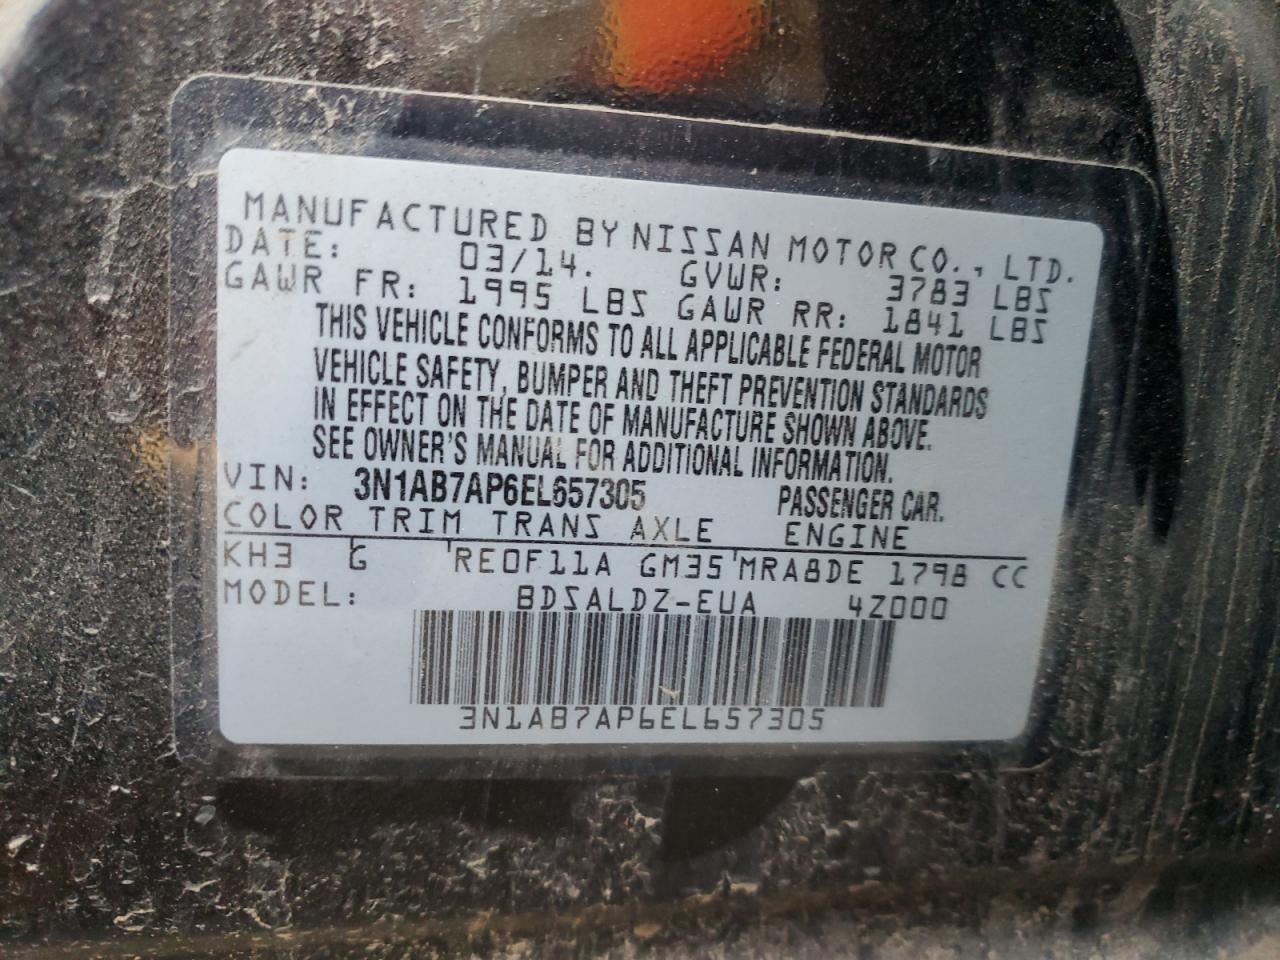 MANUFACTURED BY NISSAN MOTOR CO., LTD.
DATE: 03/14. GVWR: 3783 LBS
GAWR FR: 1995 LBS GAWR RR: 1841 LBS
THIS VEHICLE CONFORMS TO ALL APPLICABLE FEDERAL MOTOR
VEHICLE SAFETY, BUMPER AND THEFT PREVENTION STANDARDS
IN EFFECT ON THE DATE OF MANUFACTURE SHOWN ABOVE.
SEE OWNER'S MANUAL FOR ADDITIONAL INFORMATION.
VIN: 3N1AB7AP6EL657305 PASSENGER CAR.
COLOR TRIM TRANS AXLE ENGINE
KH3 G RE0F11A GM35 MRA8DE 1798 CC
MODEL: BDSALDZ-EUA 4Z000
3N1AB7AP6EL657305